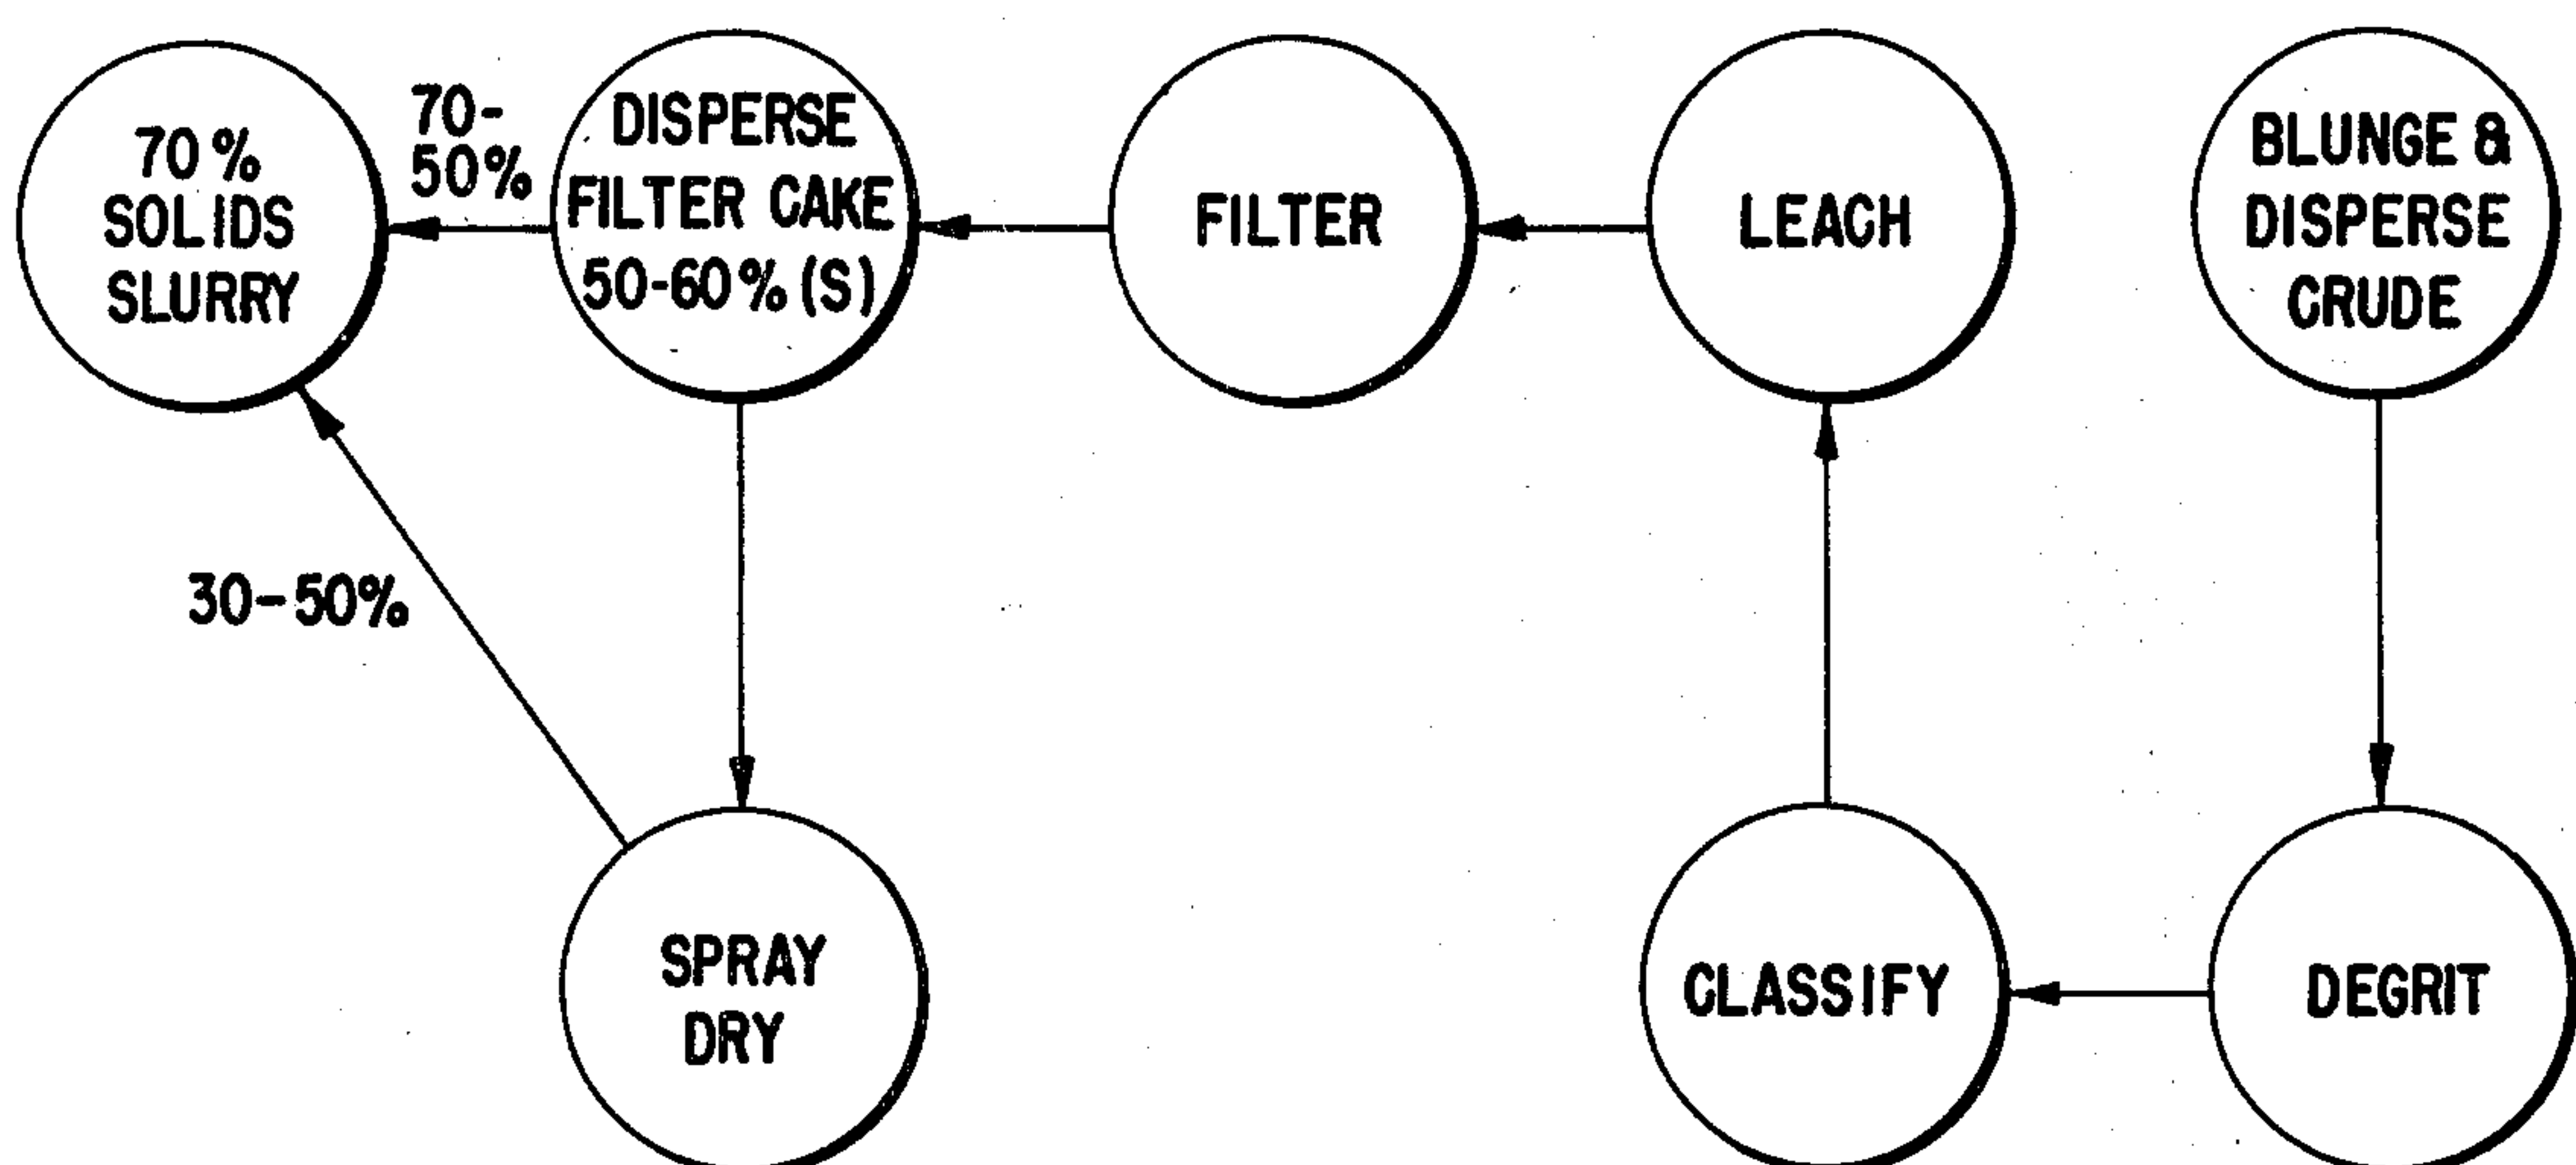 70 %
SOLIDS
SLURRY
70-
50%
DISPERSE
FILTER CAKE
50-60% (S)
FILTER
LEACH
BLUNGE &
DISPERSE
CRUDE
30-50%
SPRAY
DRY
CLASSIFY
DEGRIT